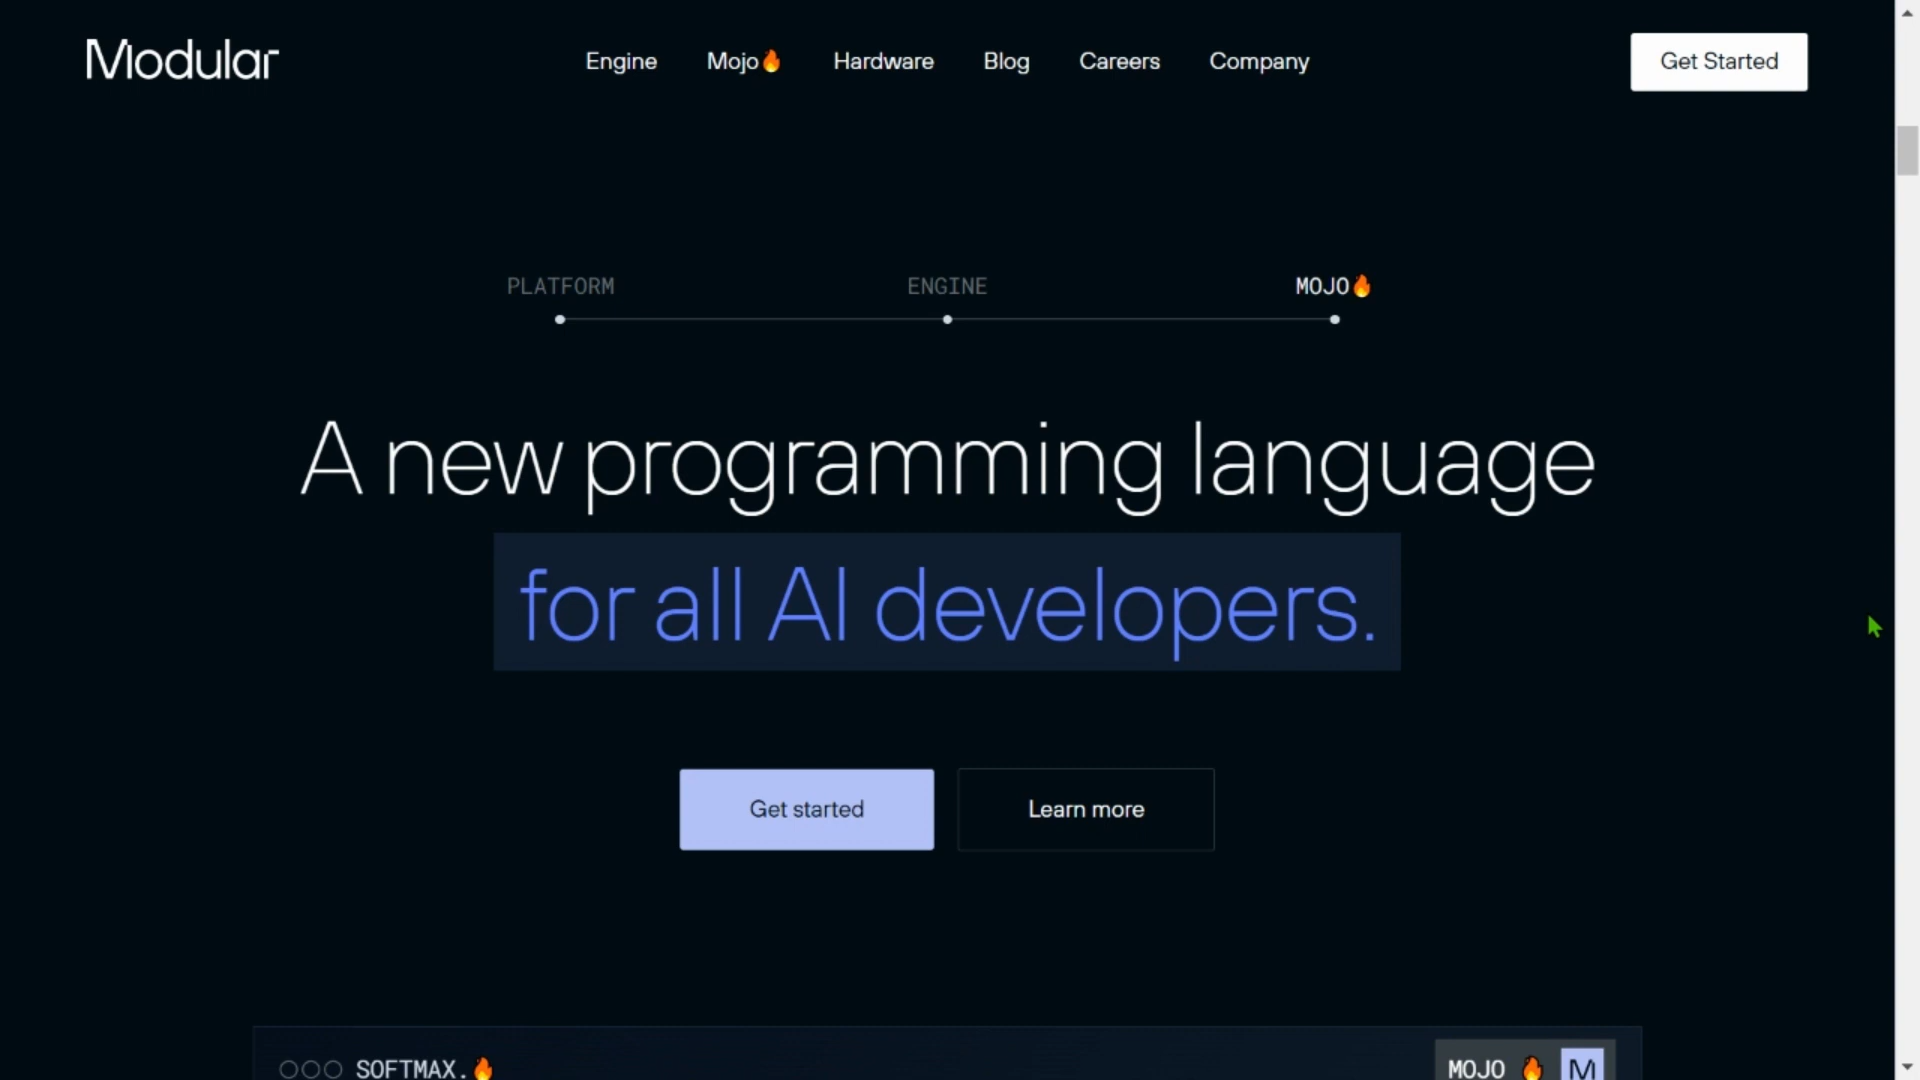 Modular
Engine Mojo🔥 Hardware Blog Careers Company
Get Started
PLATFORM ENGINE MOJO🔥
A new programming language
for all AI developers.
Get started
Learn more
SOFTMAX.🔥
MOJO 🔥 M